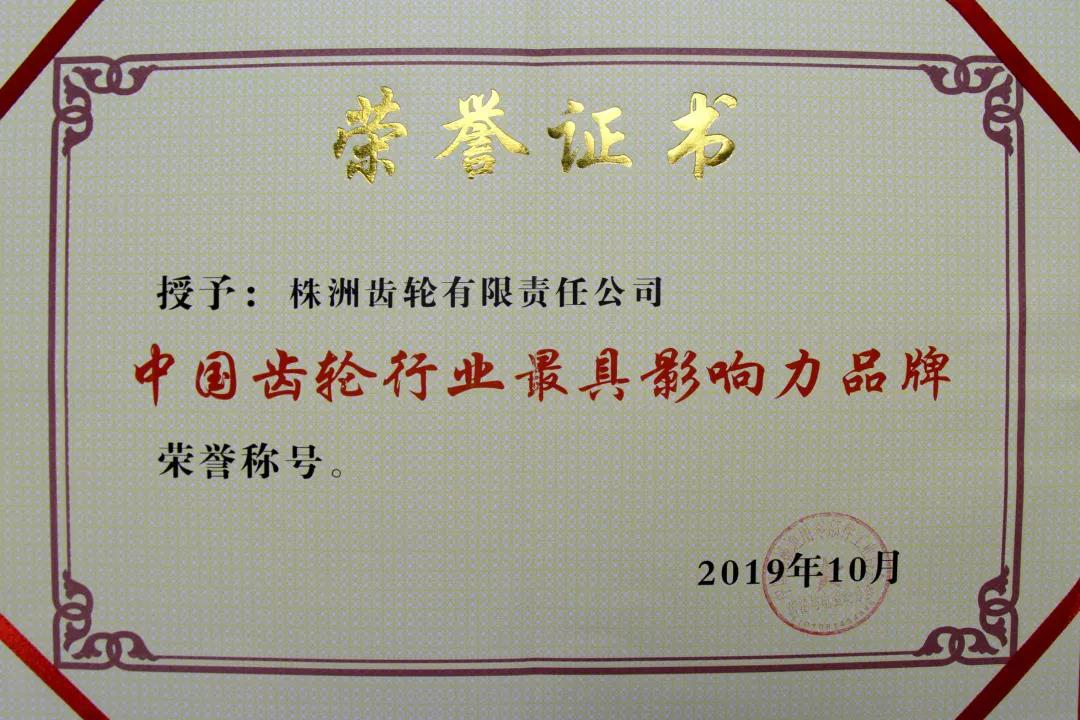 荣誉证书
授予：株洲齿轮有限责任公司
中国齿轮行业最具影响力品牌
荣誉称号。
2019年10月